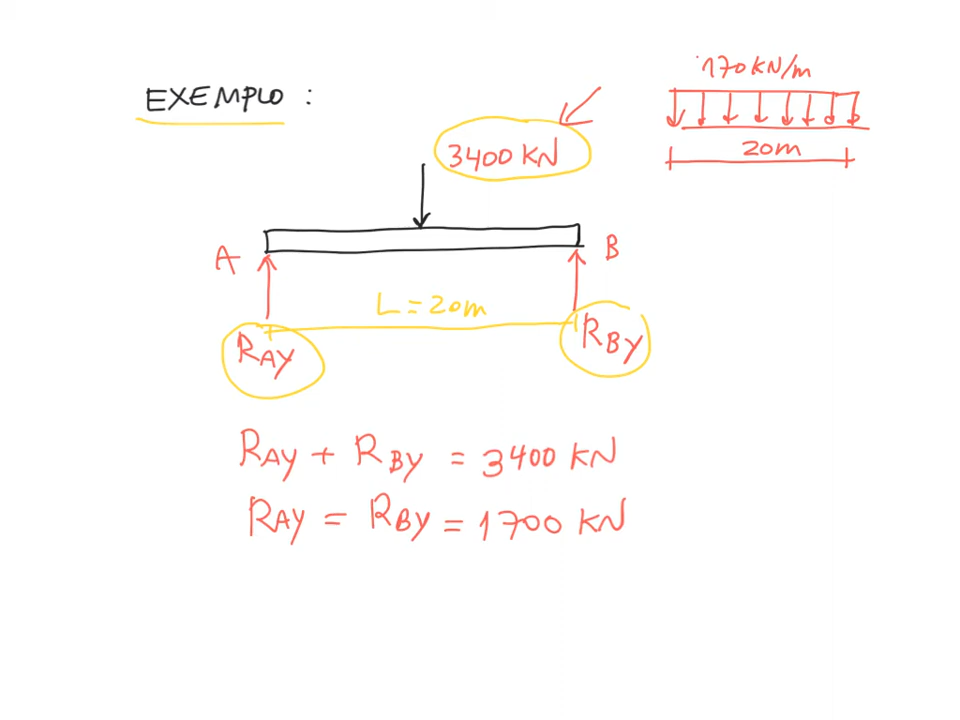 EXEMPLO :
170 KN/m
20m
3400 KN
A
B
L = 20m
RAY
RBY
RAY + RBY = 3400 KN
RAY = RBY = 1700 KN